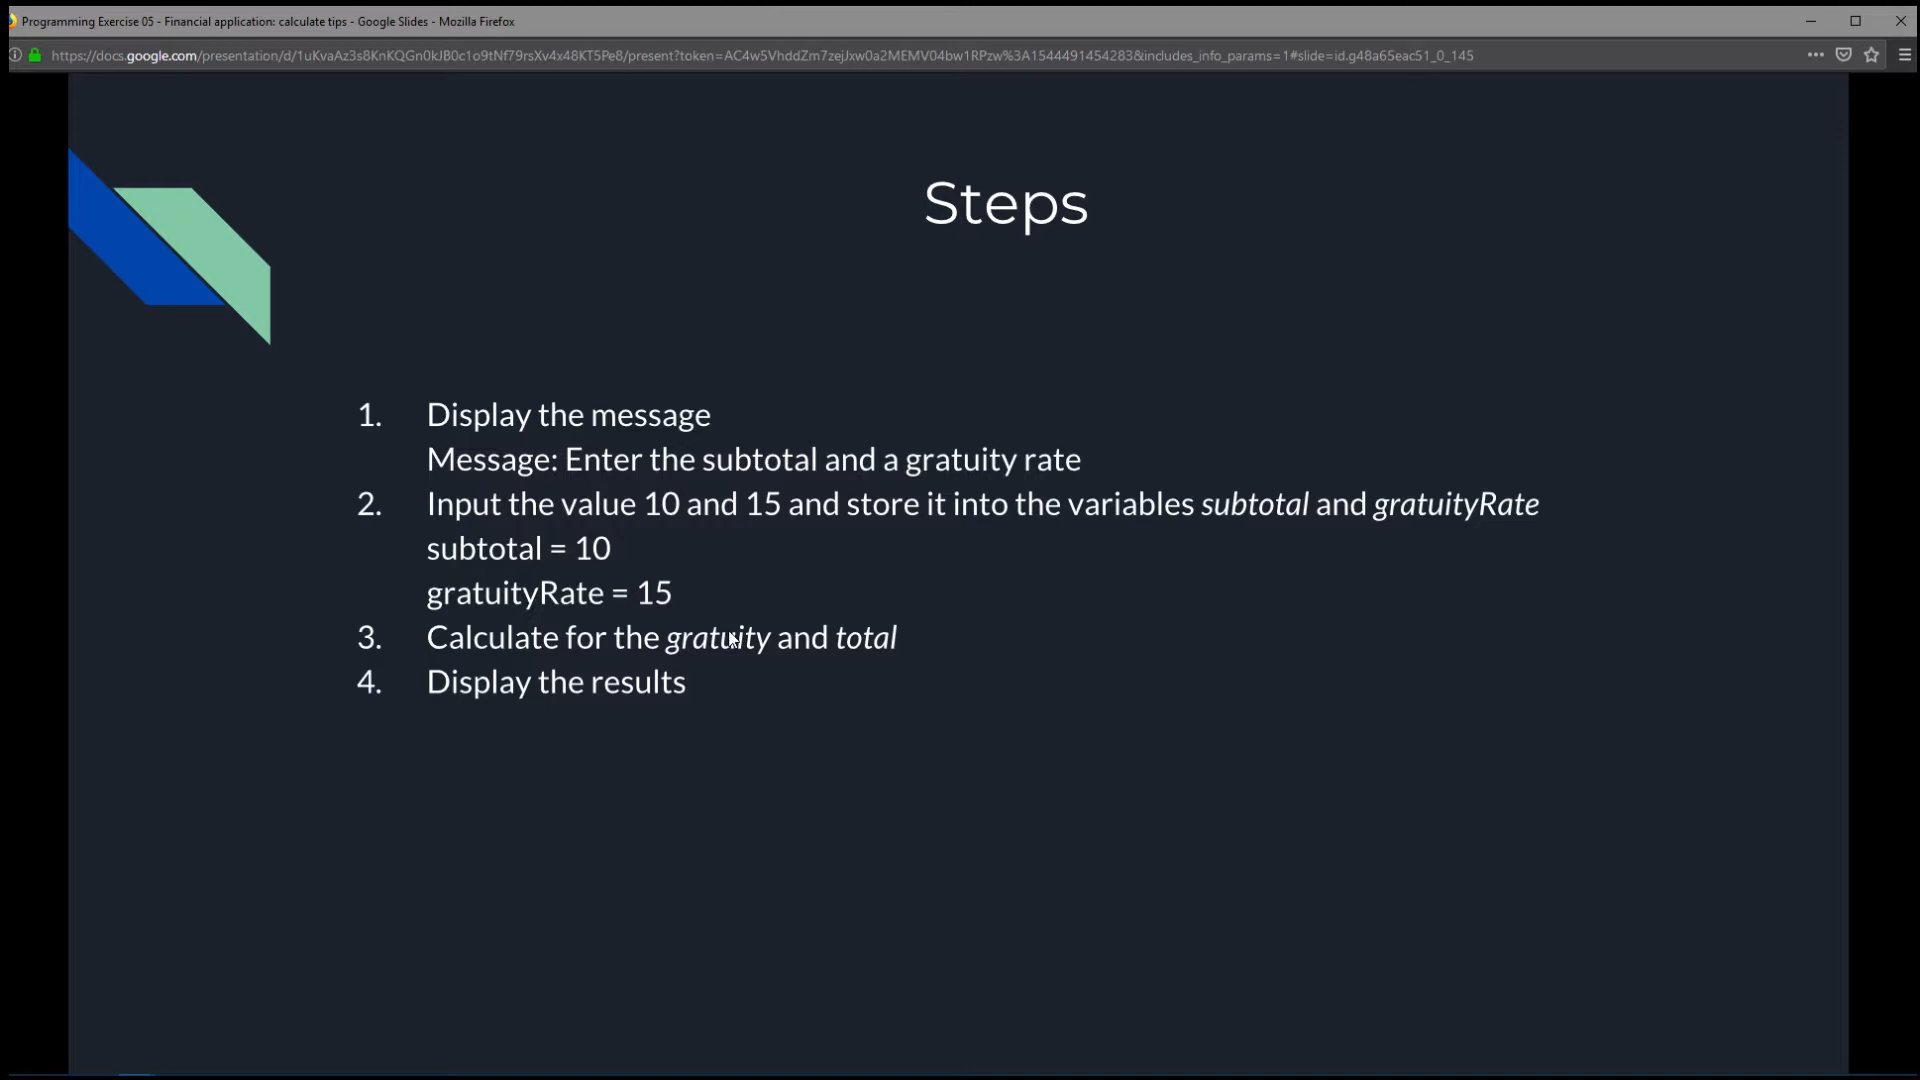 Programming Exercise 05 - Financial application: calculate tips - Google Slides - Mozilla Firefox
https://docs.google.com/presentation/d/1uKvaAz3s8KnKQGn0kJB0c1o9tNf79rsXv4x48KT5Pe8/present?token=AC4w5VhddZm7zejJxw0a2MEMV04bw1RPzw%3A1544491454283&includes_info_params=1#slide=id.g48a65eac51_0_145
Steps
1. Display the message
Message: Enter the subtotal and a gratuity rate
2. Input the value 10 and 15 and store it into the variables subtotal and gratuityRate
subtotal = 10
gratuityRate = 15
3. Calculate for the gratuity and total
4. Display the results